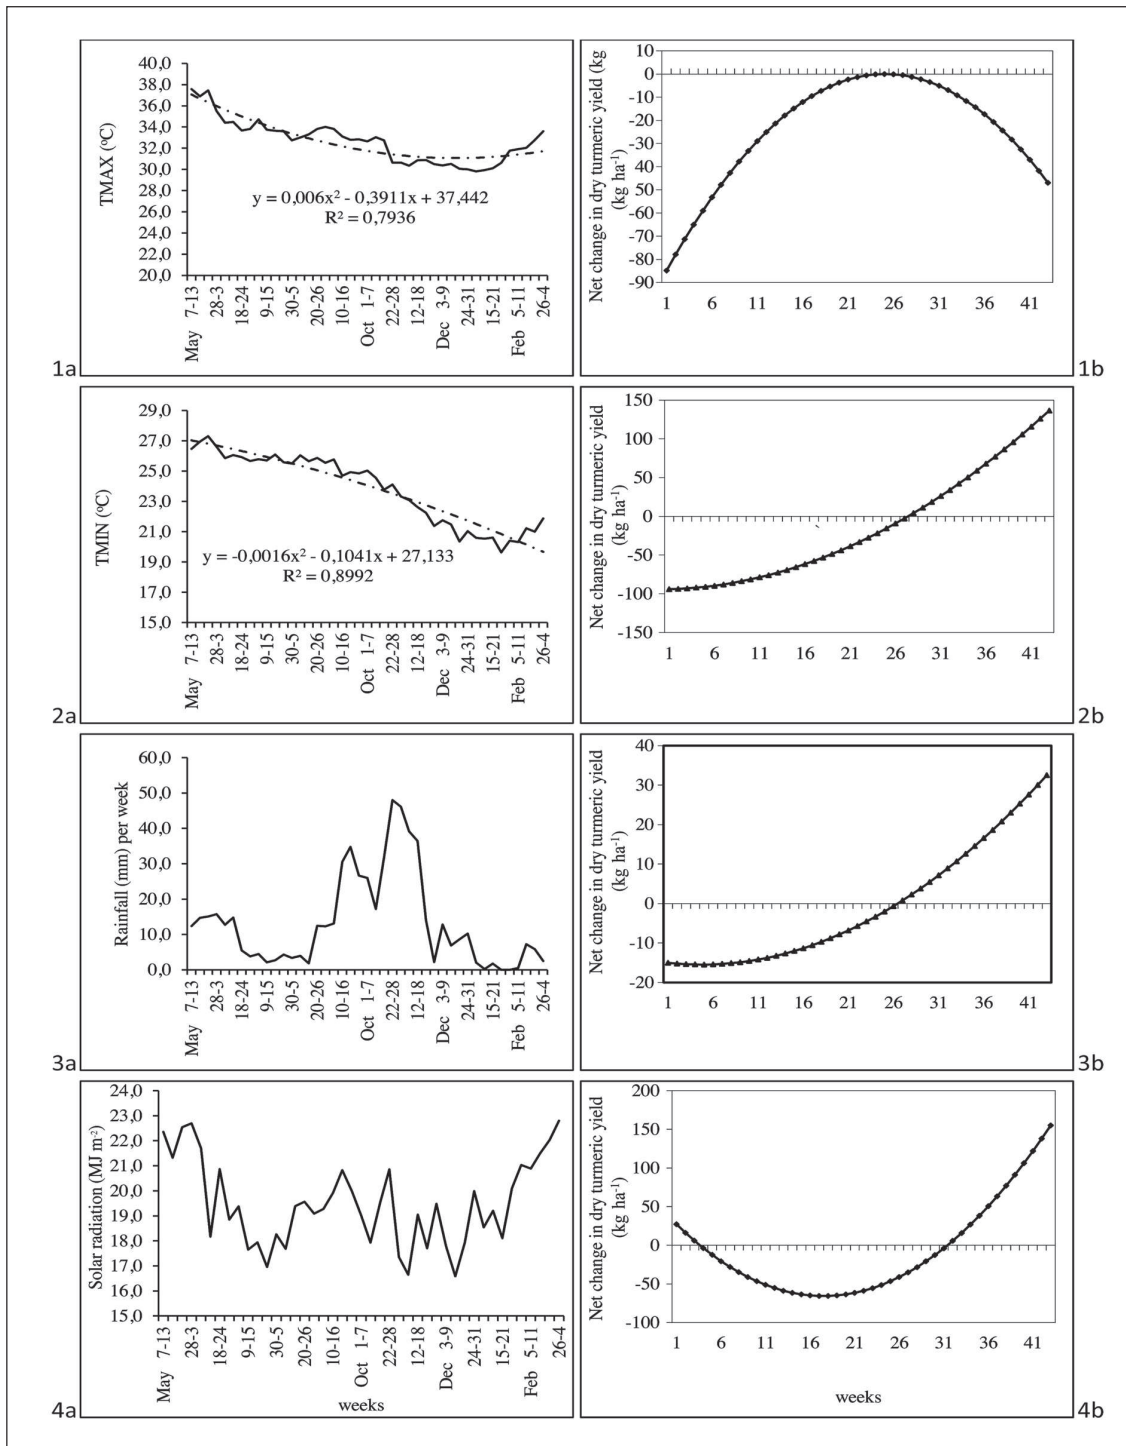 40,0
38,0
36,0
34,0
32,0
30,0
28,0
26,0
24,0
22,0
20,0
TMAX (ºC)
y = 0,006x² - 0,3911x + 37,442
R² = 0,7936
May 7-13
28-3
18-24
9-15
30-5
20-26
10-16
Oct 1-7
22-28
12-18
Dec 3-9
24-31
15-21
Feb 5-11
26-4
1a
10
0
-10
-20
-30
-40
-50
-60
-70
-80
-90
Net change in dry turmeric yield (kg
(kg ha⁻¹)
1 6 11 16 21 26 31 36 41
1b
29,0
27,0
25,0
23,0
21,0
19,0
17,0
15,0
TMIN (ºC)
y = -0,0016x² - 0,1041x + 27,133
R² = 0,8992
May 7-13
28-3
18-24
9-15
30-5
20-26
10-16
Oct 1-7
22-28
12-18
Dec 3-9
24-31
15-21
Feb 5-11
26-4
2a
150
100
50
0
-50
-100
-150
Net change in dry turmeric yield
(kg ha⁻¹)
1 6 11 16 21 26 31 36 41
2b
60,0
50,0
40,0
30,0
20,0
10,0
0,0
Rainfall (mm) per week
May 7-13
28-3
18-24
9-15
30-5
20-26
10-16
Oct 1-7
22-28
12-18
Dec 3-9
24-31
15-21
Feb 5-11
26-4
3a
40
30
20
10
0
-10
-20
Net change in dry turmeric yield
(kg ha⁻¹)
1 6 11 16 21 26 31 36 41
3b
24,0
23,0
22,0
21,0
20,0
19,0
18,0
17,0
16,0
15,0
Solar radiation (MJ m⁻²)
May 7-13
28-3
18-24
9-15
30-5
20-26
10-16
Oct 1-7
22-28
12-18
Dec 3-9
24-31
15-21
Feb 5-11
26-4
weeks
4a
200
150
100
50
0
-50
-100
Net change in dry turmeric yield
(kg ha⁻¹)
1 6 11 16 21 26 31 36 41
weeks
4b